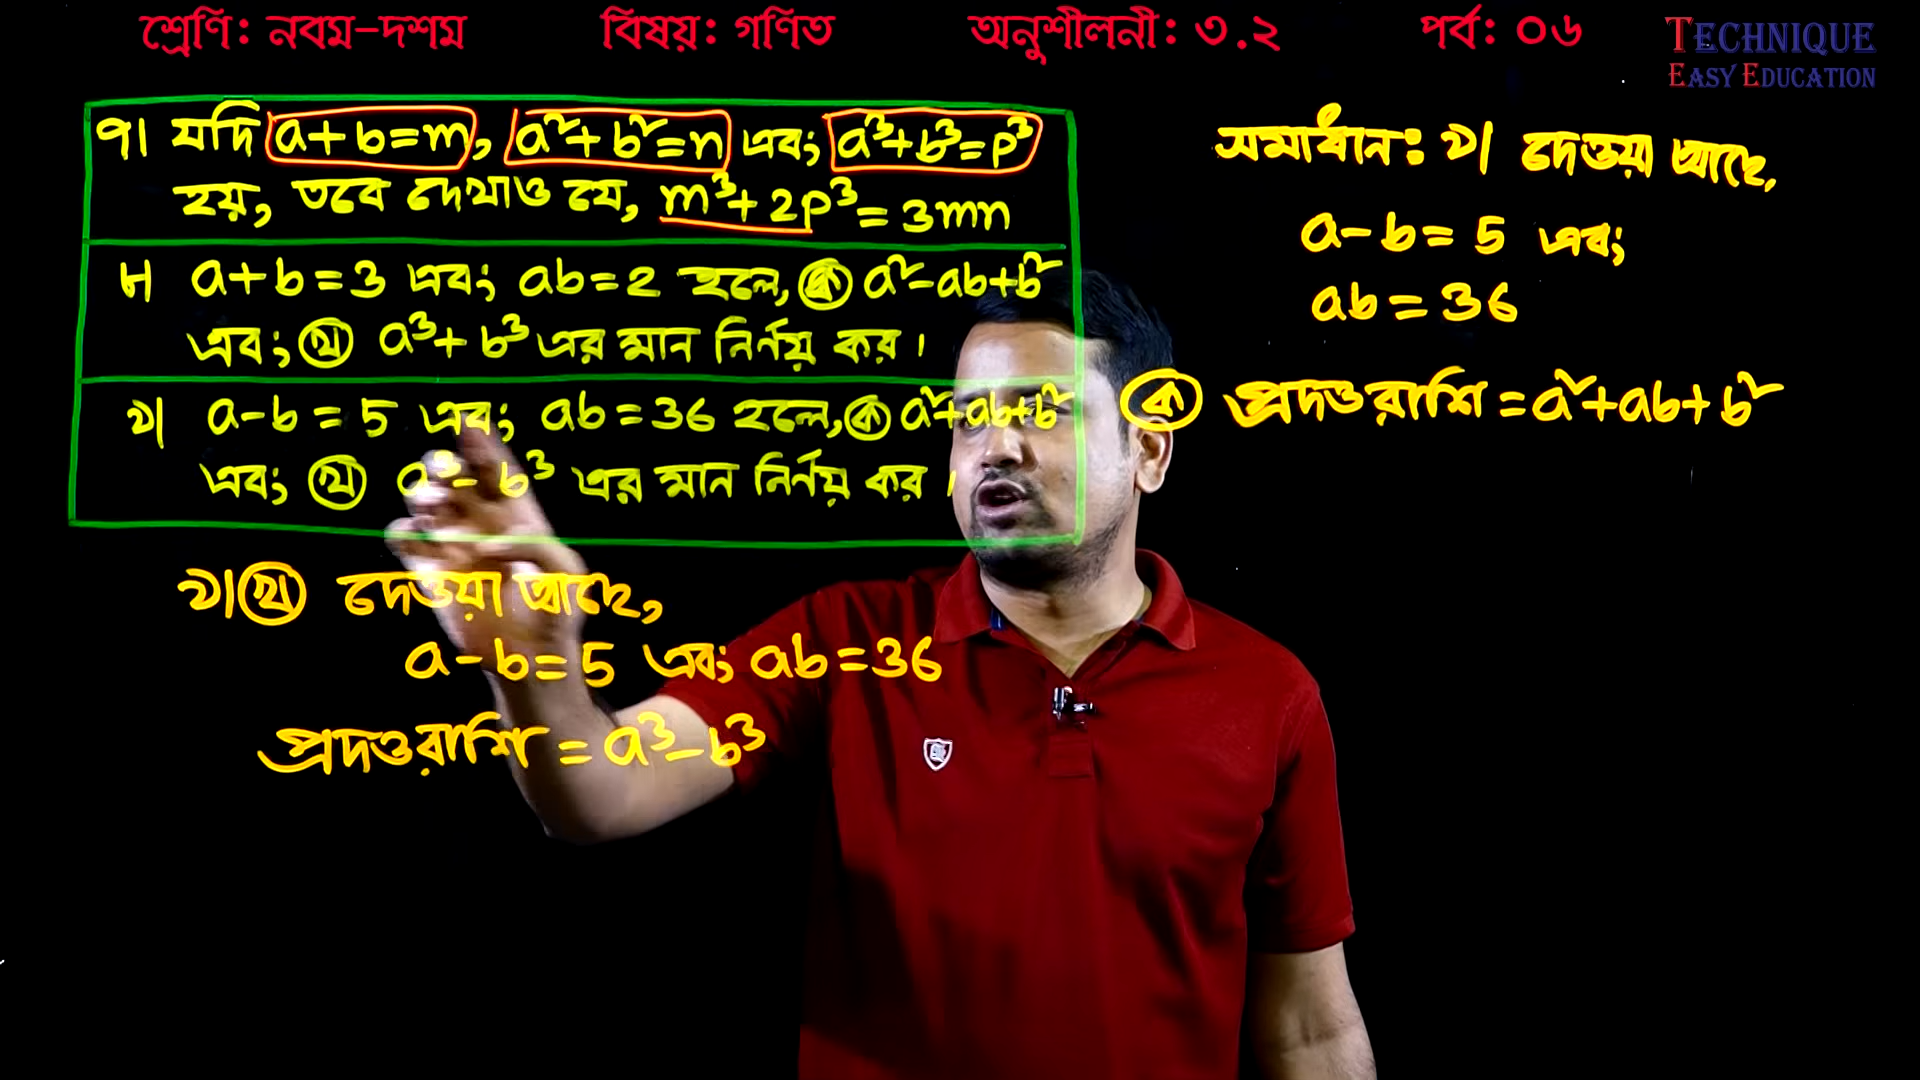 শ্রেণি: নবম-দশম বিষয়: গণিত অনুশীলনী: ৩.২ পর্ব: ০৬
TECHNIQUE
EASY EDUCATION
৭। যদি a+b=m, a²+b²=n এবং a³+b³=p³
হয়, তবে দেখাও যে, m³+2p³=3mn
৮। a+b=3 এবং ab=2 হলে, ক a²-ab+b²
এবং খ a³+b³ এর মান নির্ণয় কর।
৯। a-b=5 এবং ab=36 হলে, ক a²+ab+b²
এবং খ a³-b³ এর মান নির্ণয় কর।
৯। খ দেওয়া আছে,
a-b=5 এবং ab=36
প্রদত্তরাশি = a³-b³
সমাধান: ৯। দেওয়া আছে,
a-b=5 এবং
ab=36
ক প্রদত্তরাশি = a²+ab+b²